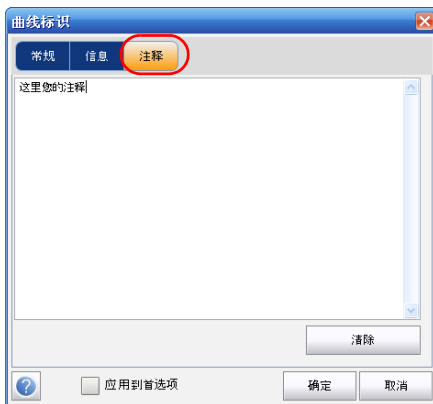 曲线标识
常规 信息 注释
这里您的注释
清除
? 应用到首选项 确定 取消